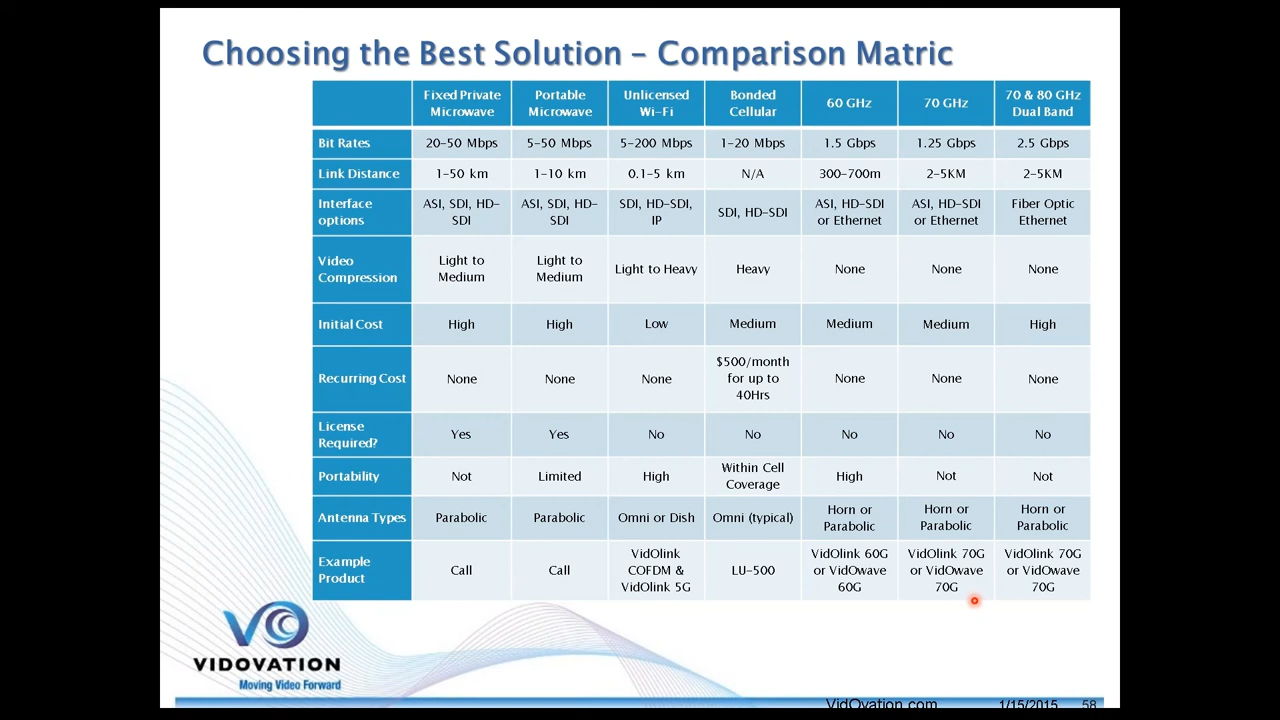 Choosing the Best Solution – Comparison Matric
Fixed Private Microwave Portable Microwave Unlicensed Wi-Fi Bonded Cellular 60 GHz 70 GHz 70 & 80 GHz Dual Band
Bit Rates 20-50 Mbps 5-50 Mbps 5-200 Mbps 1-20 Mbps 1.5 Gbps 1.25 Gbps 2.5 Gbps
Link Distance 1-50 km 1-10 km 0.1-5 km N/A 300-700m 2-5KM 2-5KM
Interface options ASI, SDI, HD-SDI ASI, SDI, HD-SDI SDI, HD-SDI, IP SDI, HD-SDI ASI, HD-SDI or Ethernet ASI, HD-SDI or Ethernet Fiber Optic Ethernet
Video Compression Light to Medium Light to Medium Light to Heavy Heavy None None None
Initial Cost High High Low Medium Medium Medium High
Recurring Cost None None None $500/month for up to 40Hrs None None None
License Required? Yes Yes No No No No No
Portability Not Limited High Within Cell Coverage High Not Not
Antenna Types Parabolic Parabolic Omni or Dish Omni (typical) Horn or Parabolic Horn or Parabolic Horn or Parabolic
Example Product Call Call VidOlink COFDM & VidOlink 5G LU-500 VidOlink 60G or VidOwave 60G VidOlink 70G or VidOwave 70G VidOlink 70G or VidOwave 70G
VIDOVATION
Moving Video Forward
VidOvation.com 1/15/2015 58